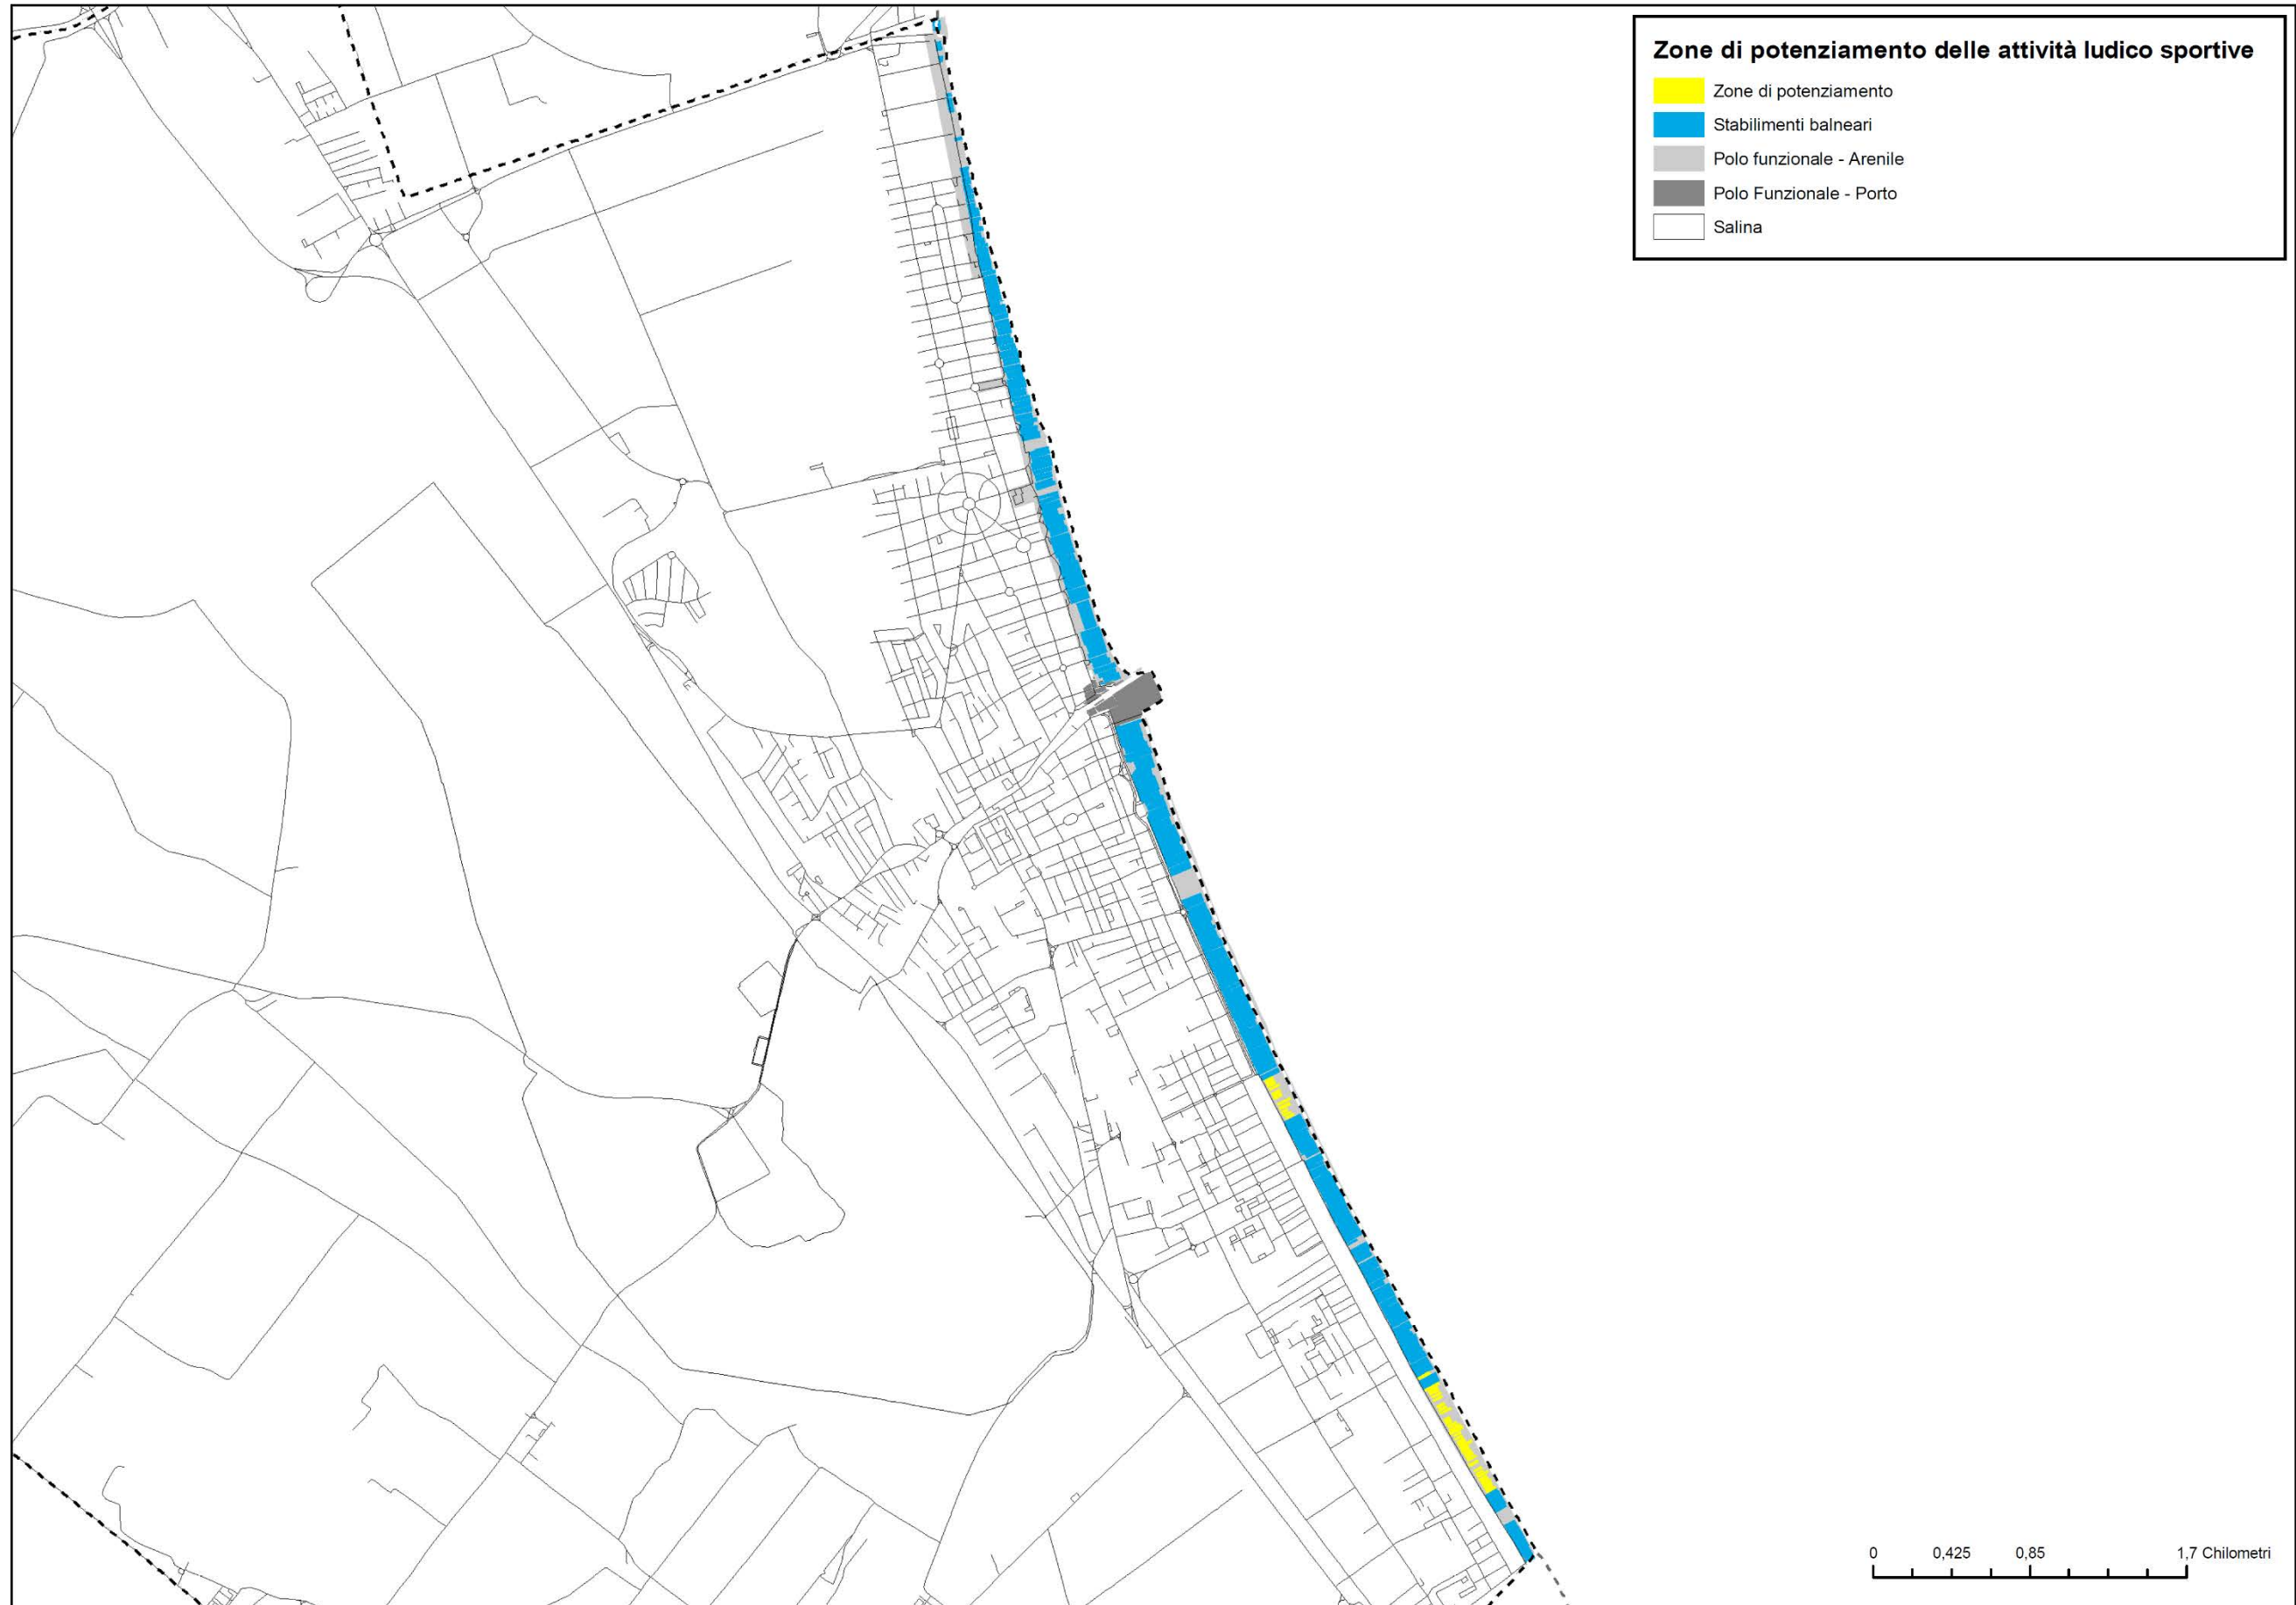 Zone di potenziamento delle attività ludico sportive
Zone di potenziamento
Stabilimenti balneari
Polo funzionale - Arenile
Polo Funzionale - Porto
Salina
0 0,425 0,85 1,7 Chilometri